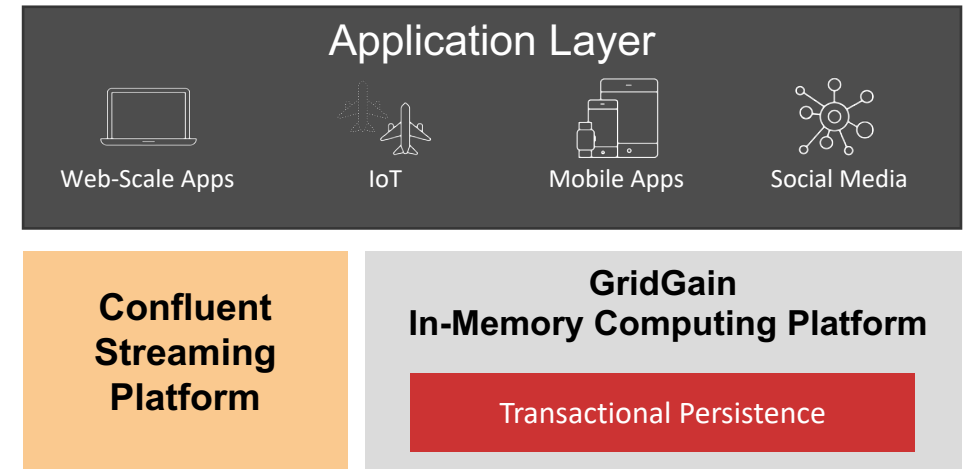 Application Layer
Web-Scale Apps
IoT
Mobile Apps
Social Media
Confluent
Streaming
Platform
GridGain
In-Memory Computing Platform
Transactional Persistence